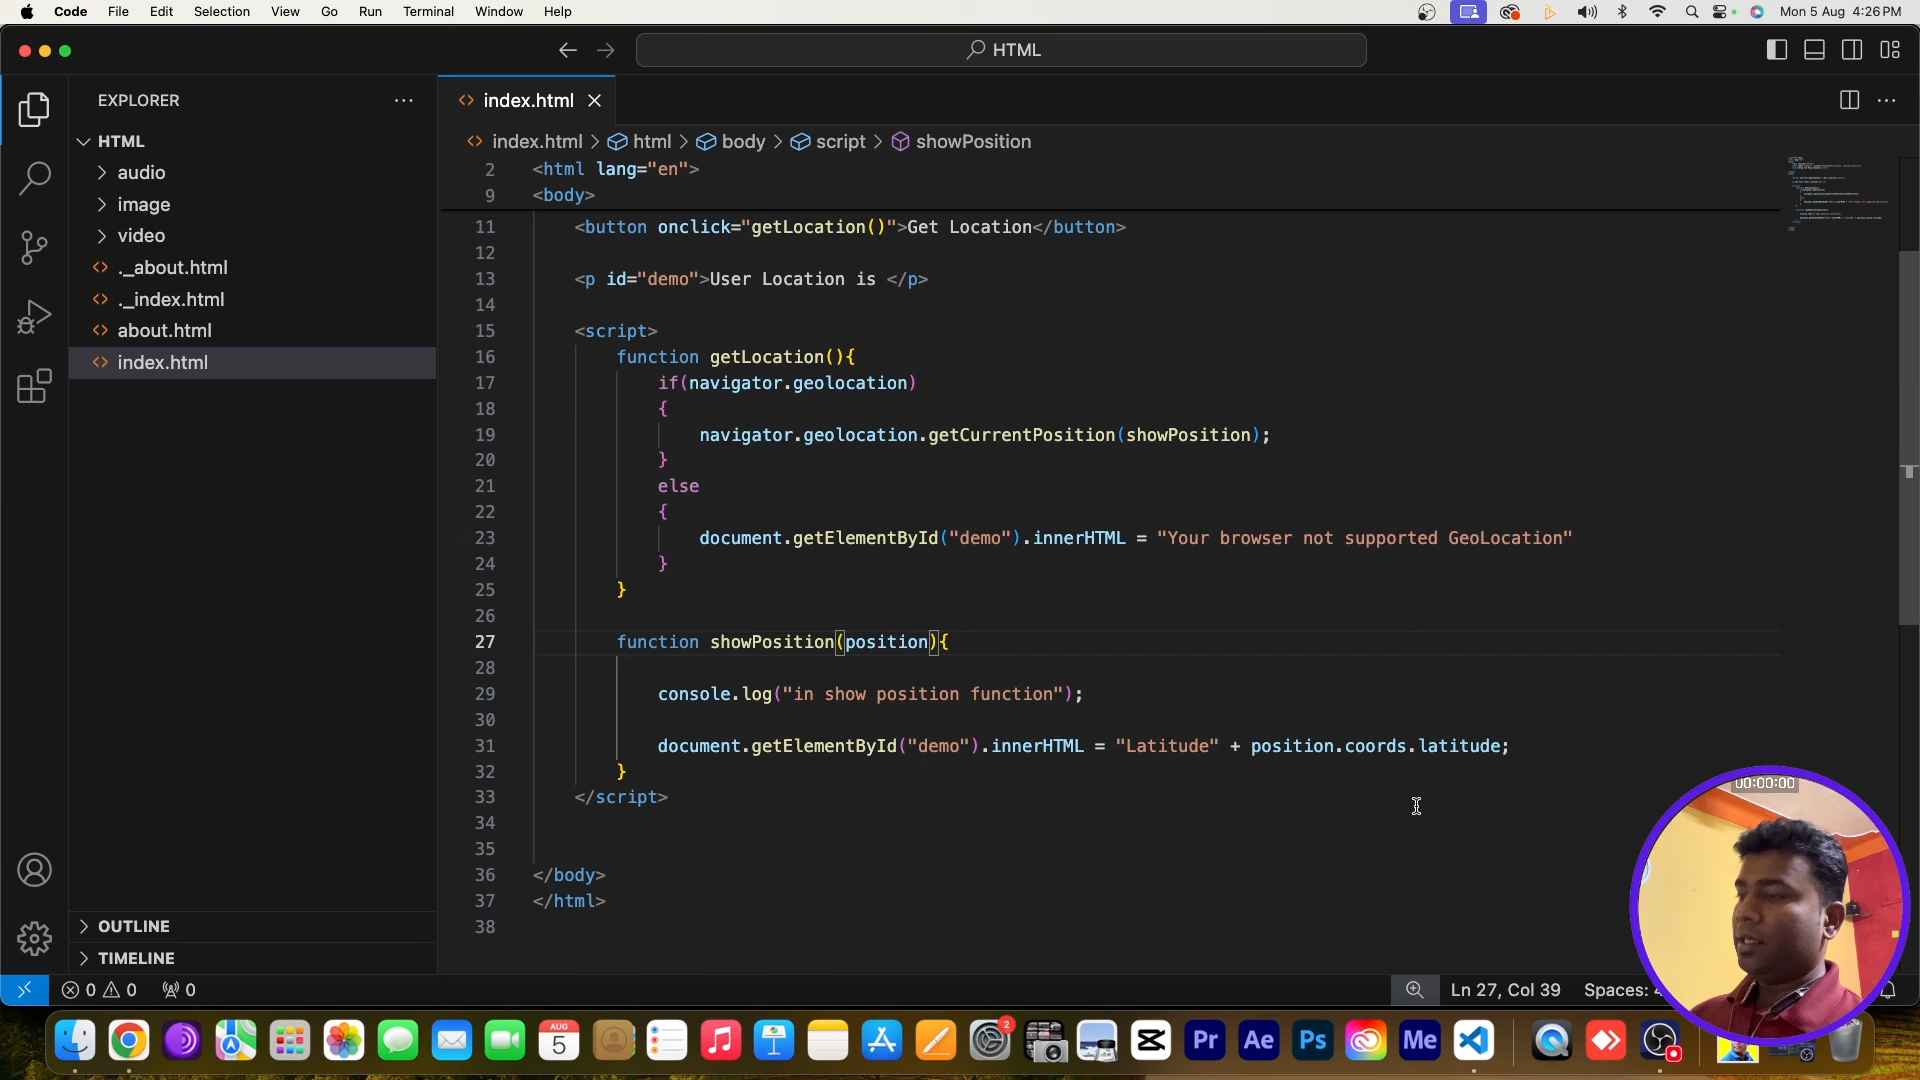 Code File Edit Selection View Go Run Terminal Window Help Mon 5 Aug 4:26 PM
HTML
EXPLORER
index.html
HTML
index.html > html > body > script > showPosition
audio
image
video
._about.html
._index.html
about.html
index.html
2 <html lang="en">
9 <body>
11 <button onclick="getLocation()">Get Location</button>
12
13 <p id="demo">User Location is </p>
14
15 <script>
16 function getLocation(){
17 if(navigator.geolocation)
18 {
19 navigator.geolocation.getCurrentPosition(showPosition);
20 }
21 else
22 {
23 document.getElementById("demo").innerHTML = "Your browser not supported GeoLocation"
24 }
25 }
26
27 function showPosition(position){
28
29 console.log("in show position function");
30
31 document.getElementById("demo").innerHTML = "Latitude" + position.coords.latitude;
32 }
33 </script>
34
35
36 </body>
37 </html>
38
00:00:00
OUTLINE
TIMELINE
0 0 0
Ln 27, Col 39 Spaces:
AUG
5
2
Pr
Ae
Ps
Me